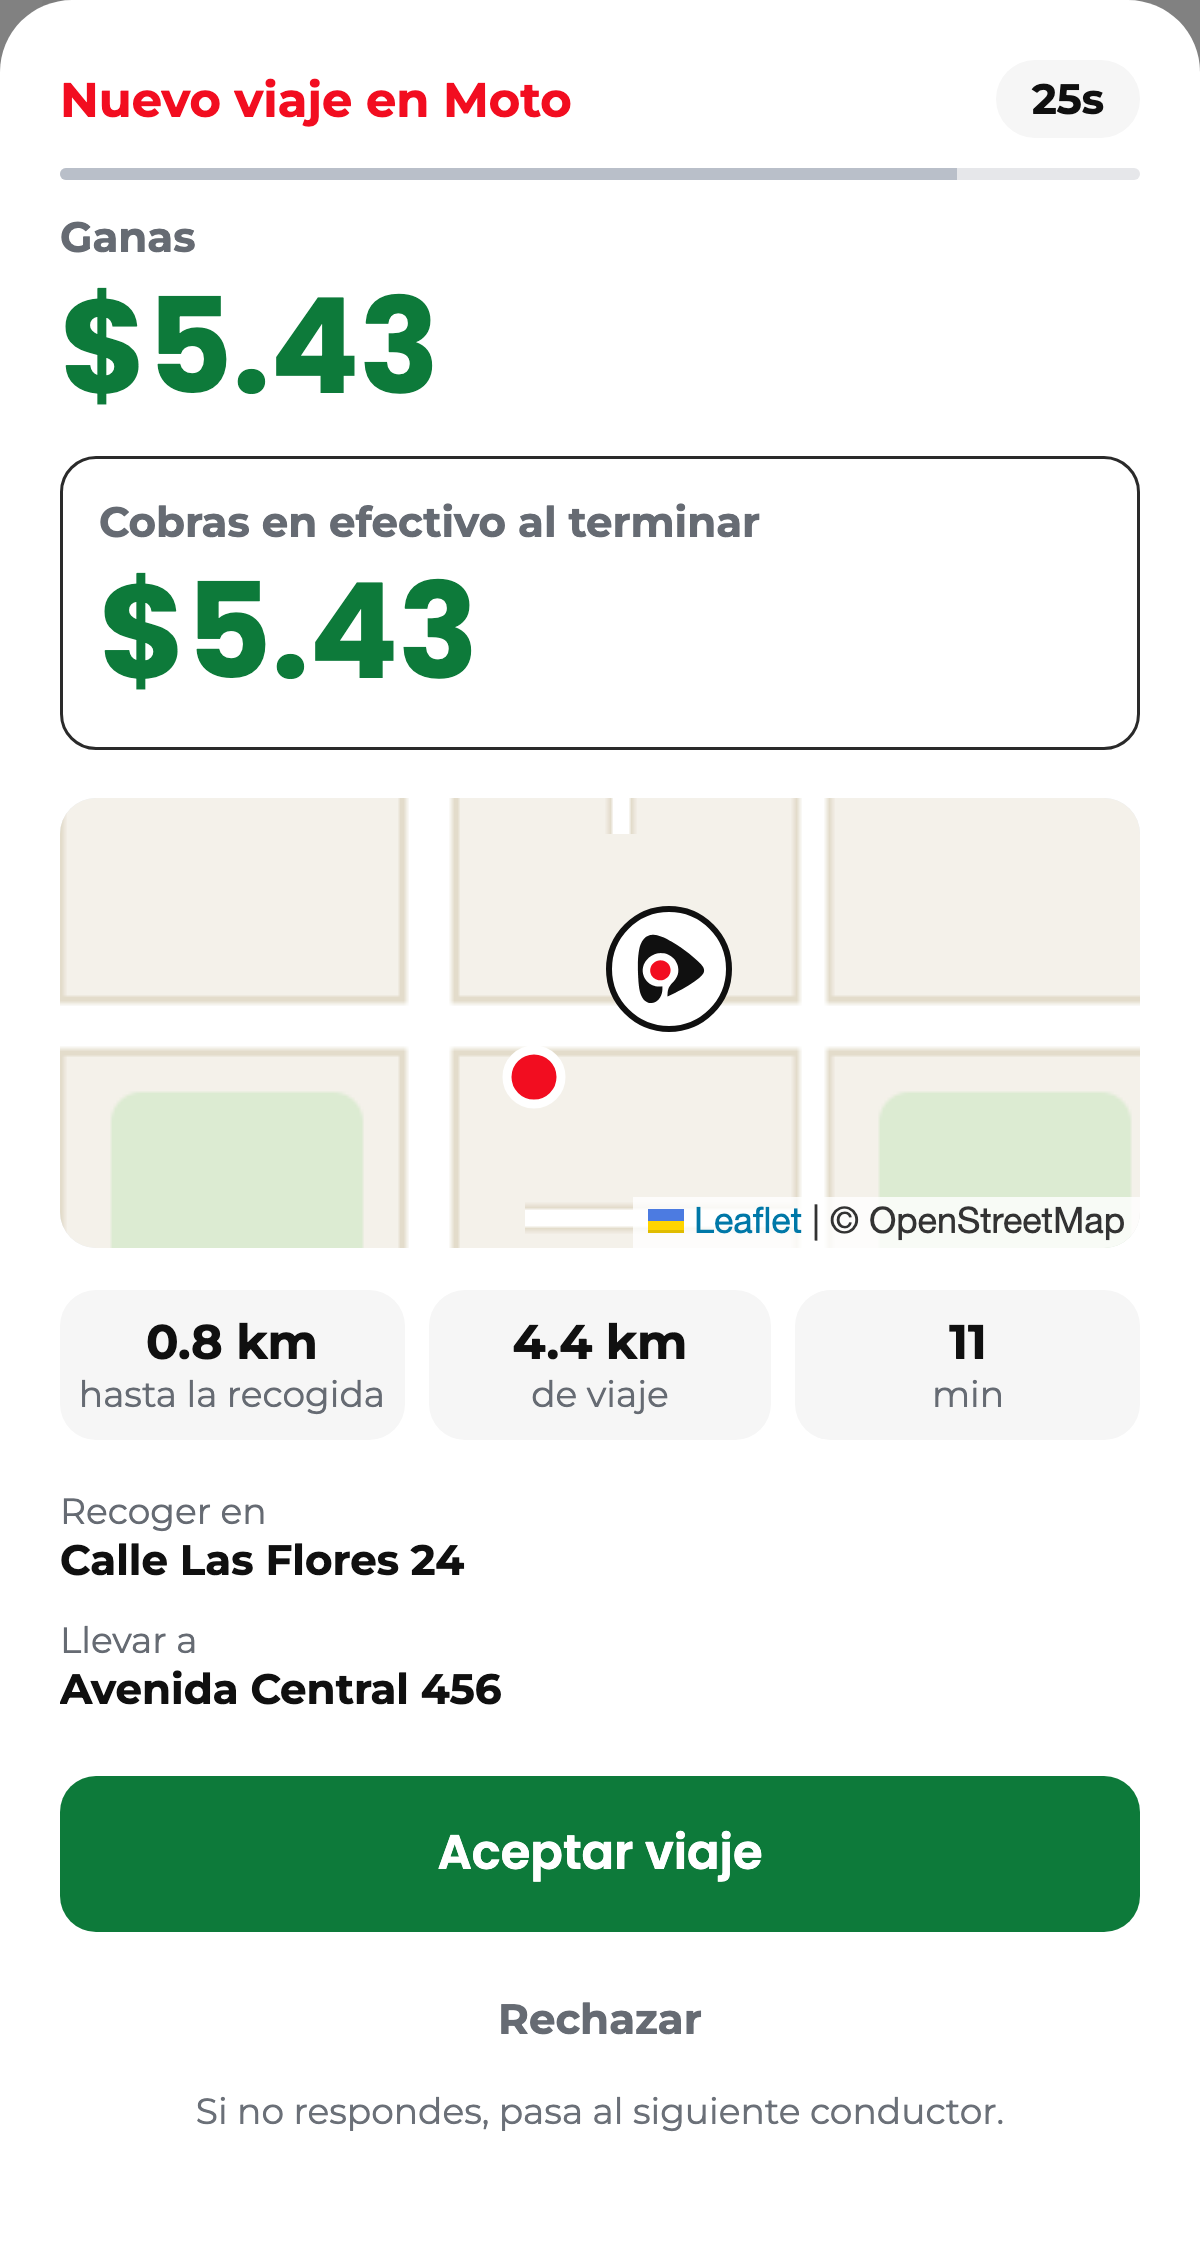 Nuevo viaje en Moto
25s
Ganas
$5.43
Cobras en efectivo al terminar
$5.43
Leaflet | © OpenStreetMap
0.8 km
hasta la recogida
4.4 km
de viaje
11
min
Recoger en
Calle Las Flores 24
Llevar a
Avenida Central 456
Aceptar viaje
Rechazar
Si no respondes, pasa al siguiente conductor.